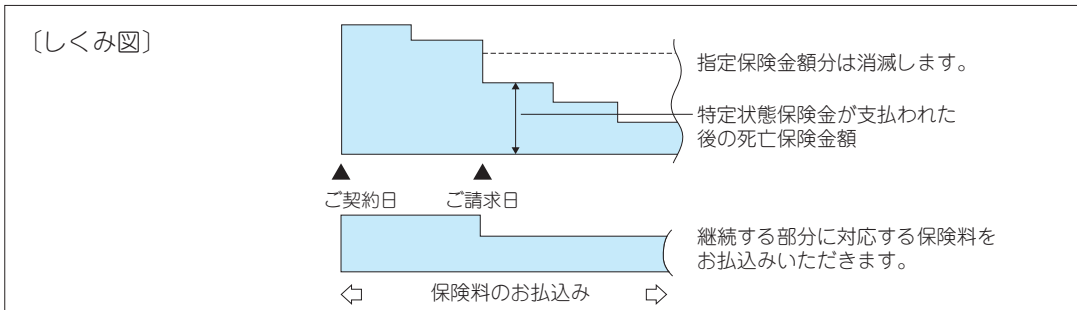 〔しくみ図〕
指定保険金額分は消滅します。
特定状態保険金が支払われた
後の死亡保険金額
▲ ▲
ご契約日 ご請求日
継続する部分に対応する保険料を
お払込みいただきます。
保険料のお払込み